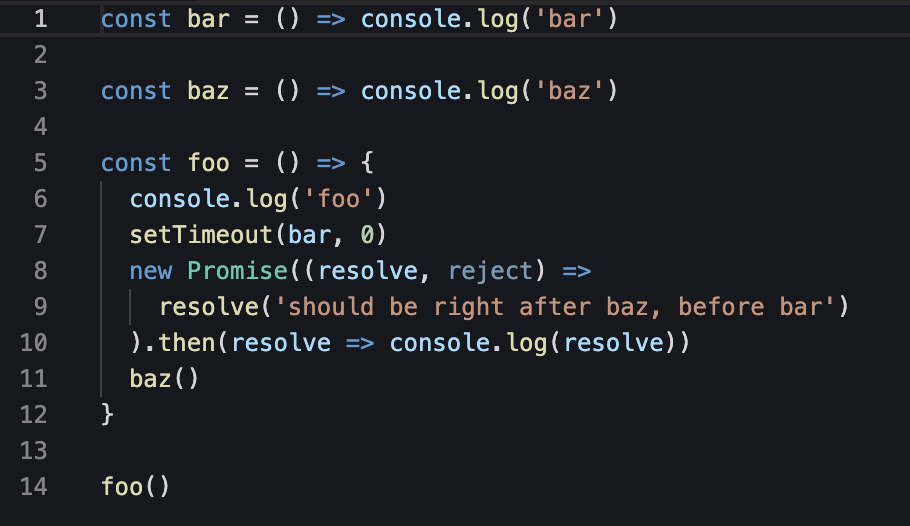 1 const bar = () => console.log('bar')
2
3 const baz = () => console.log('baz')
4
5 const foo = () => {
6   console.log('foo')
7   setTimeout(bar, 0)
8   new Promise((resolve, reject) =>
9     resolve('should be right after baz, before bar')
10   ).then(resolve => console.log(resolve))
11   baz()
12 }
13
14 foo()